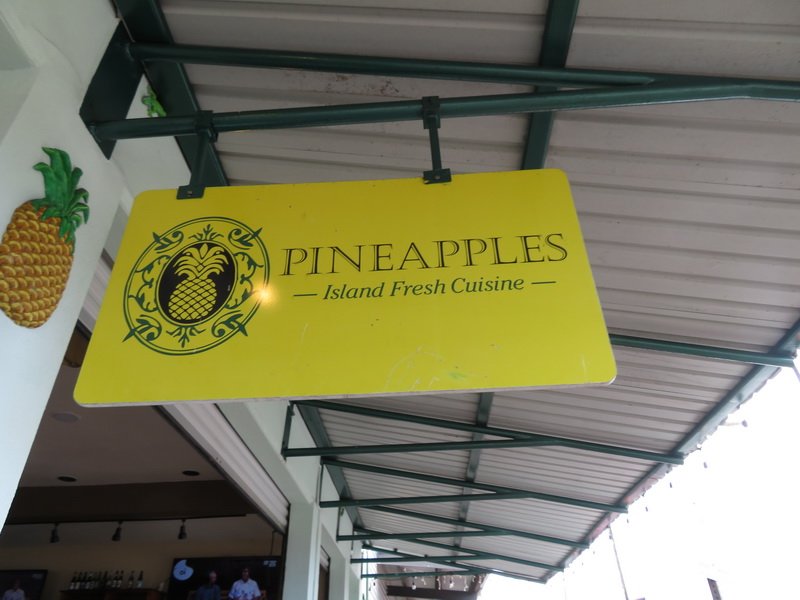 PINEAPPLES
— Island Fresh Cuisine —